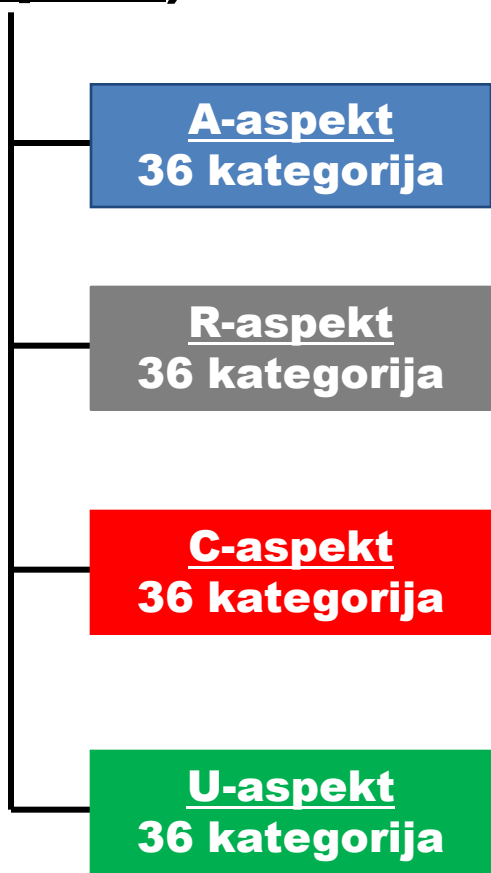 A-aspekt
36 kategorija
R-aspekt
36 kategorija
C-aspekt
36 kategorija
U-aspekt
36 kategorija